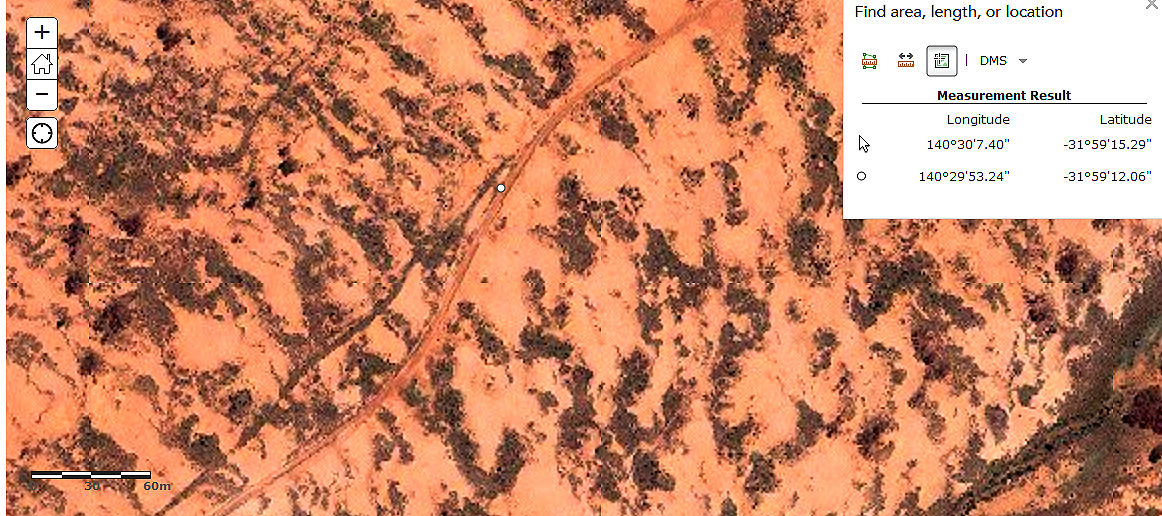 Find area, length, or location
DMS
Measurement Result
Longitude Latitude
140°30'7.40" -31°59'15.29"
140°29'53.24" -31°59'12.06"
30 60m